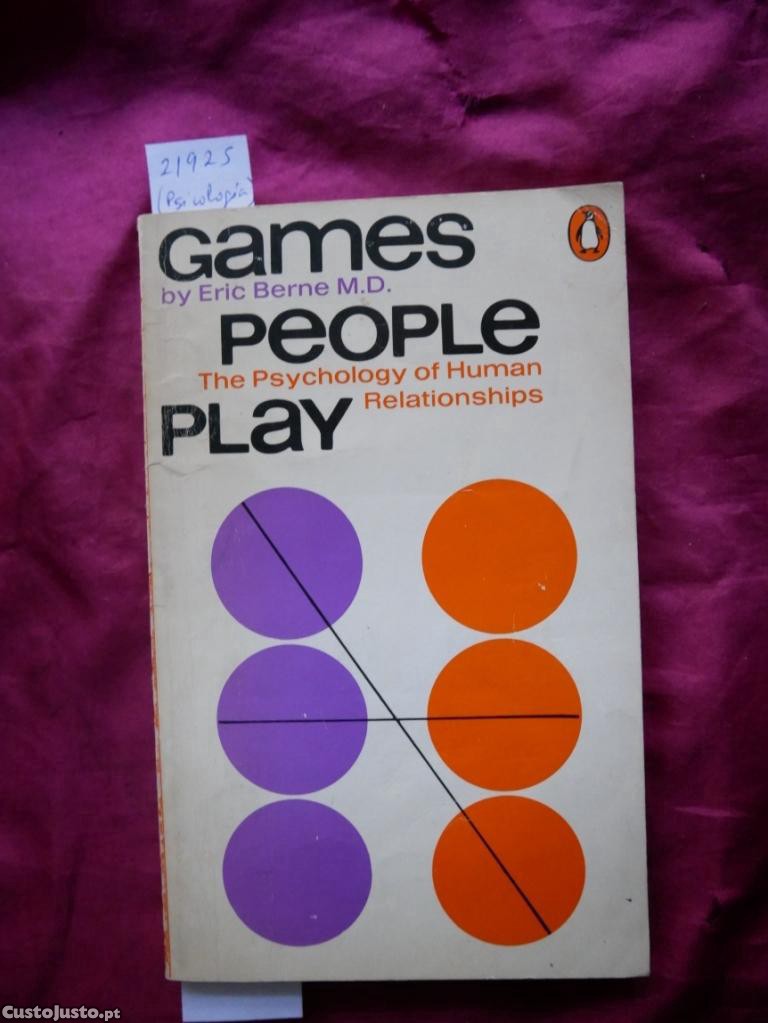 21925
(Psicologia)
Games
by Eric Berne M.D.
PeOPLe
The Psychology of Human
Relationships
PLaY
CustoJusto.pt